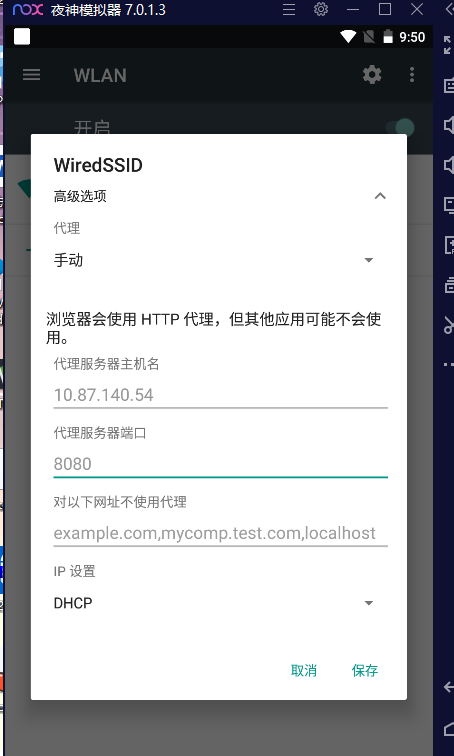 nox 夜神模拟器 7.0.1.3
9:50
WLAN
开启
WiredSSID
高级选项
代理
手动
浏览器会使用 HTTP 代理，但其他应用可能不会使
用。
代理服务器主机名
10.87.140.54
代理服务器端口
8080
对以下网址不使用代理
example.com,mycomp.test.com,localhost
IP 设置
DHCP
取消 保存